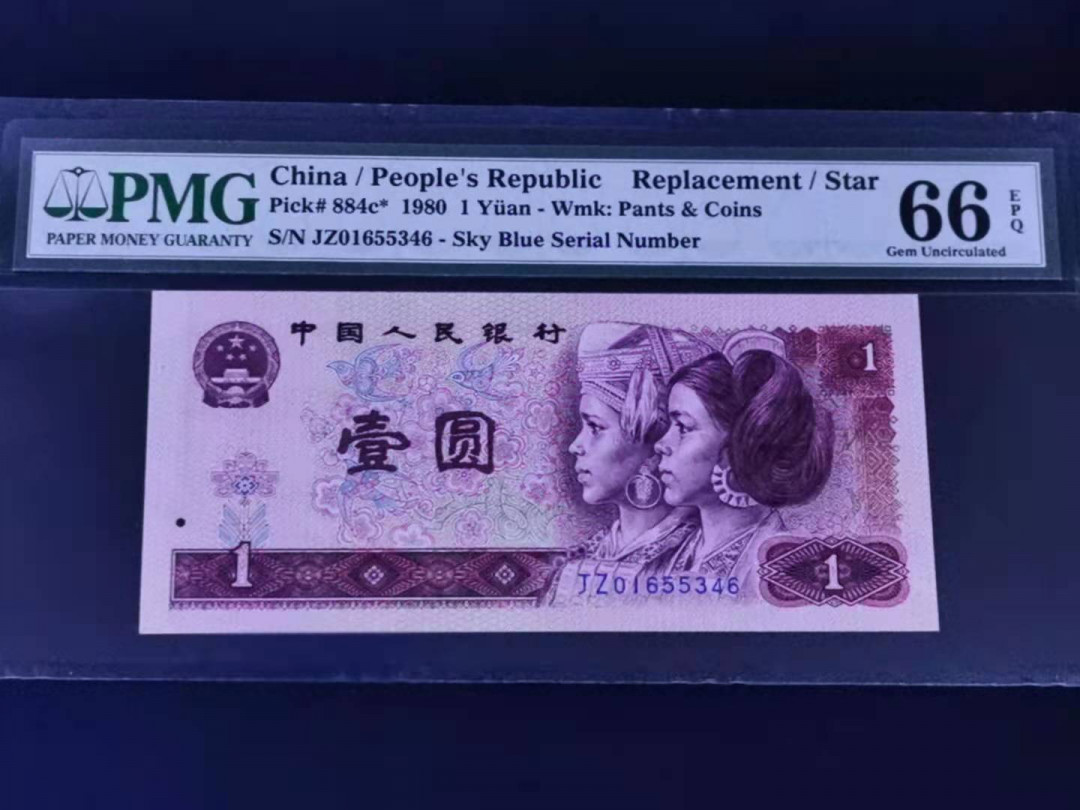 PMG
PAPER MONEY GUARANTY
China / People's Republic Replacement / Star
Pick# 884c* 1980 1 Yüan - Wmk: Pants & Coins
S/N JZ01655346 - Sky Blue Serial Number
66
EPQ
Gem Uncirculated
中国人民银行
1
壹圆
1
JZ01655346
1